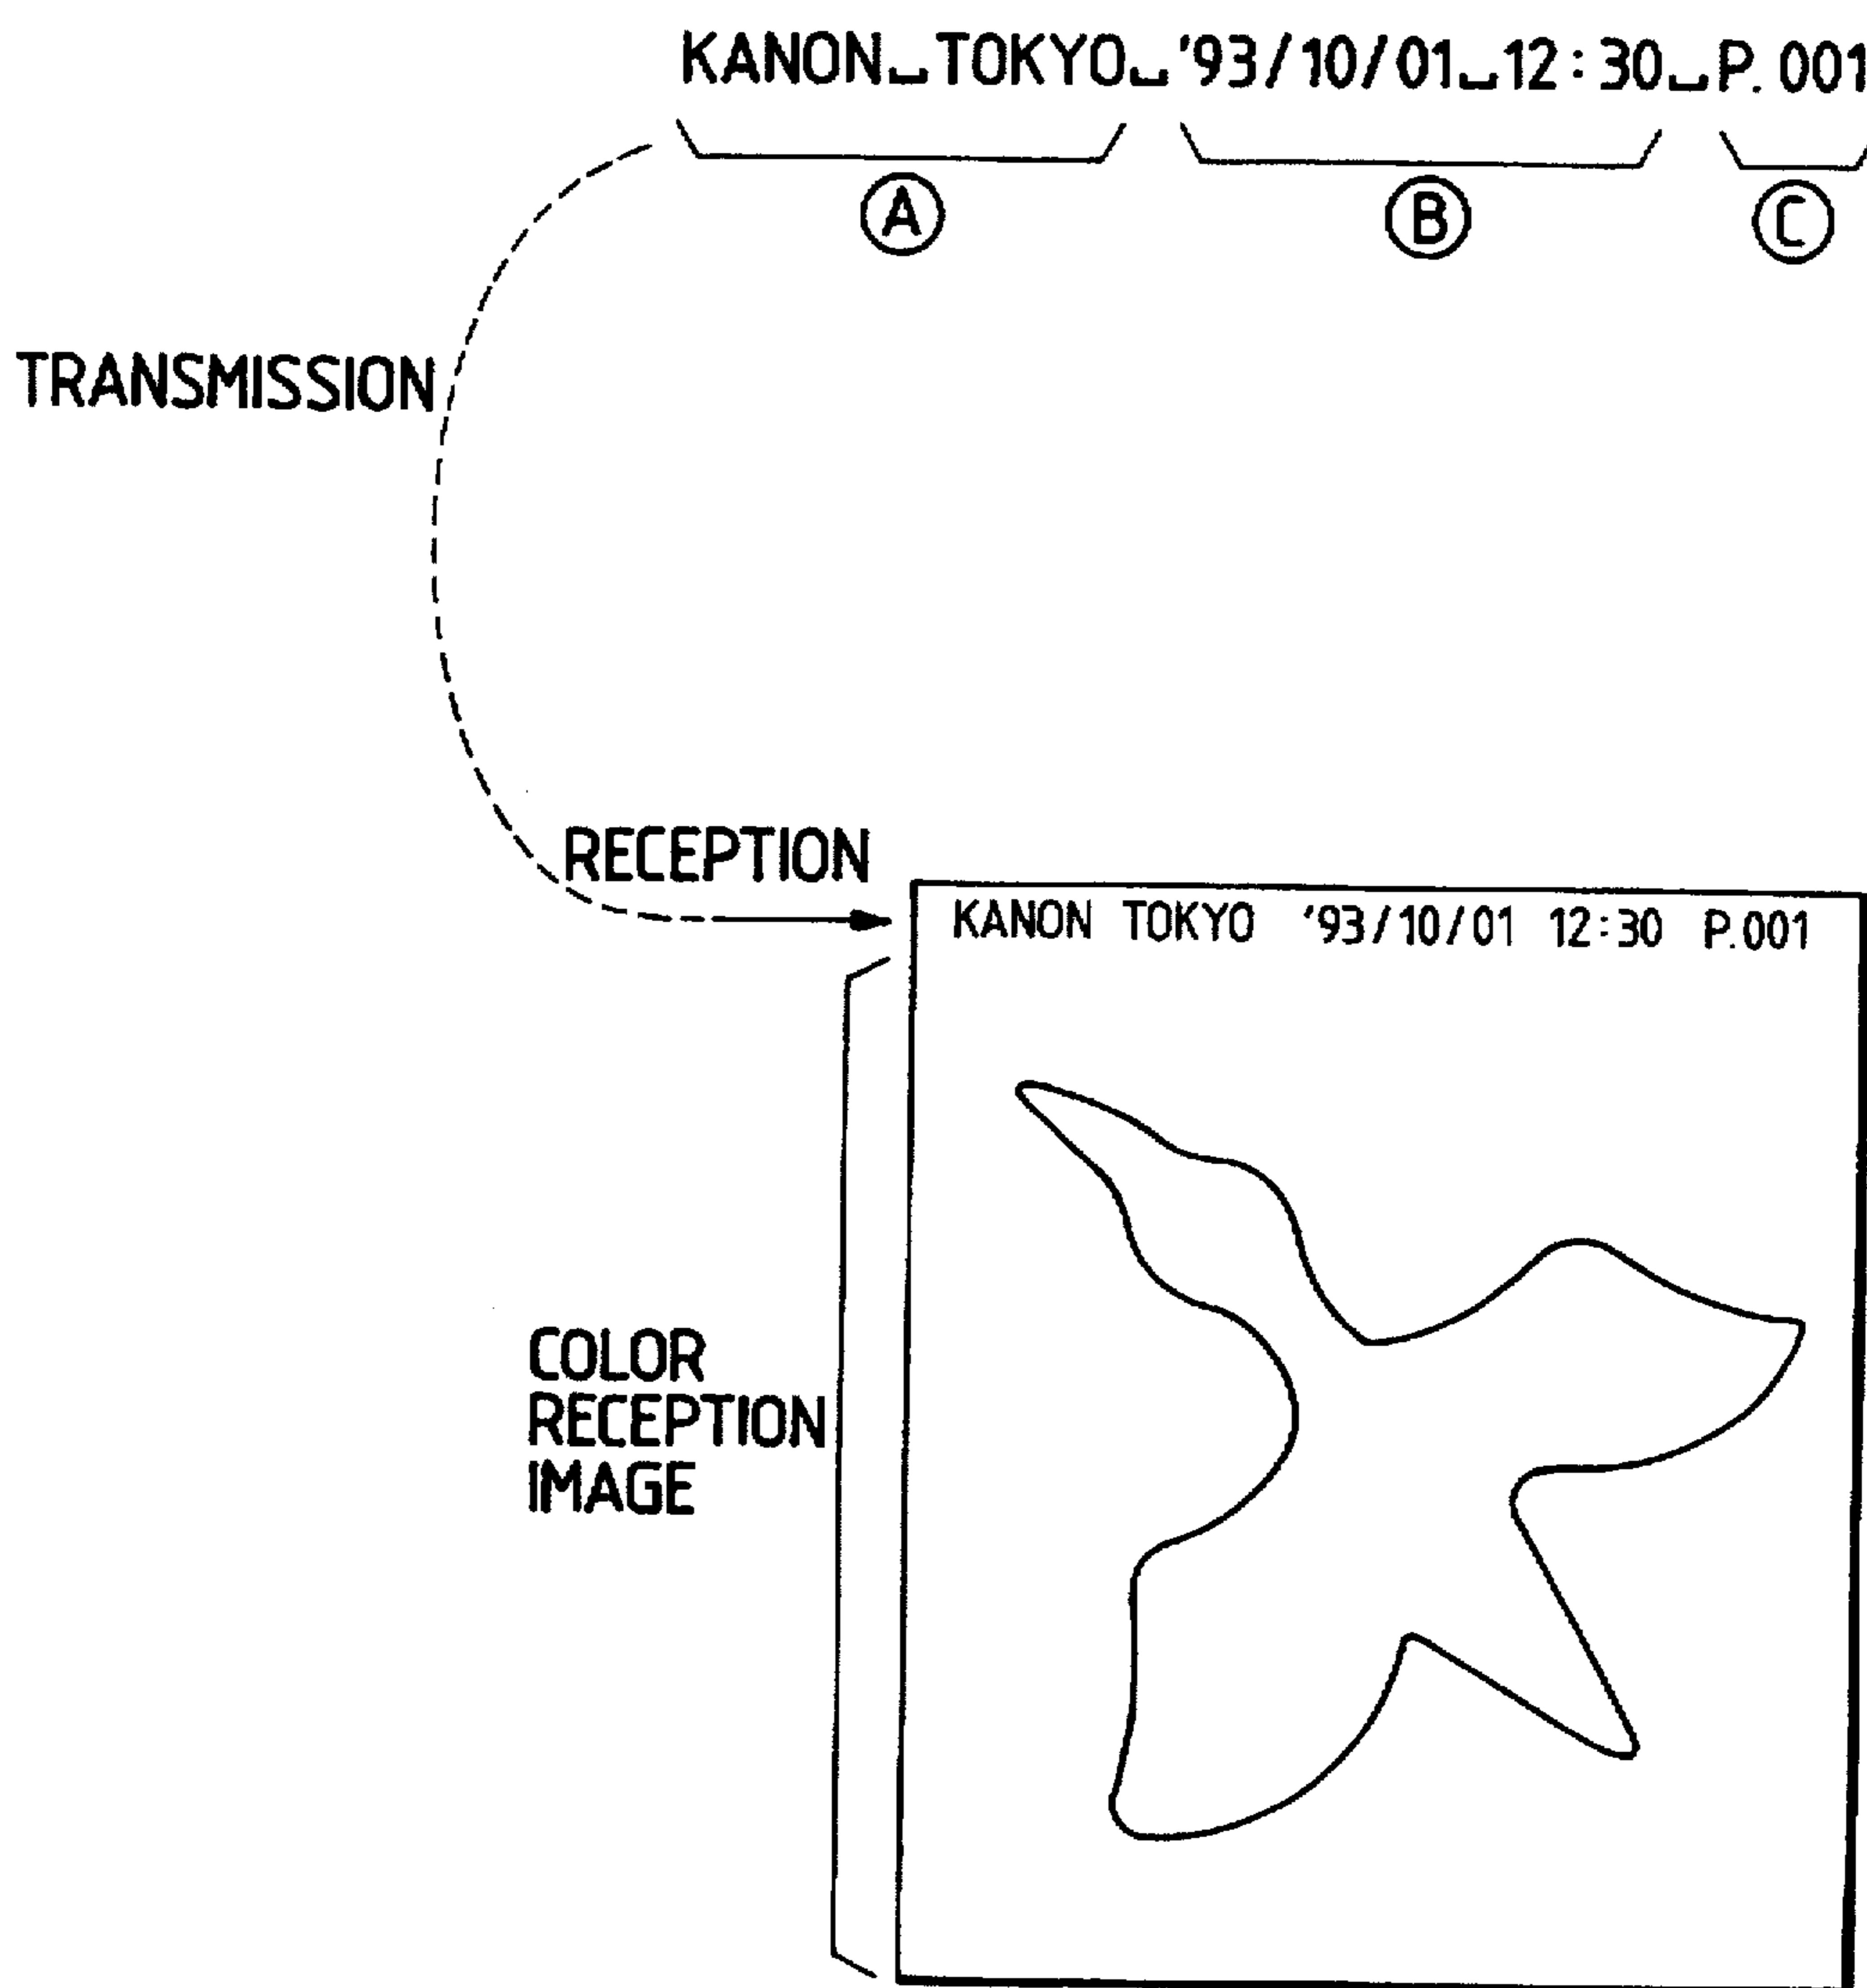 KANON␣TOKYO␣'93/10/01␣12:30␣P.001
A B C
TRANSMISSION
RECEPTION
KANON TOKYO '93/10/01 12:30 P.001
COLOR
RECEPTION
IMAGE